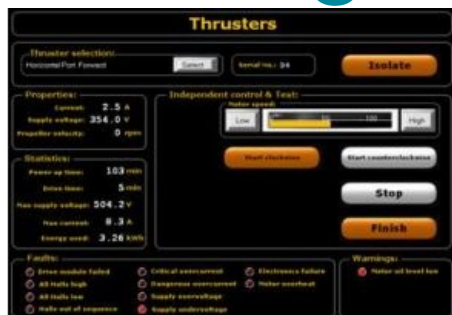 Thrusters
Thruster selection:
Horizontal Port Forward
Select
Serial no.: 34
Isolate
Properties:
Current: 2.5 A
Supply voltage: 354.0 V
Propeller velocity: 0 rpm
Independent control & Test:
Motor speed:
Low
50
100
High
Start clockwise
Start counterclockwise
Stop
Finish
Statistics:
Power up time: 103 min
Drive time: 5 min
Max supply voltage: 504.2 V
Max current: 8.3 A
Energy used: 3.26 kWh
Faults:
Drive module failed
All Halls high
All Halls low
Halls out of sequence
Critical overcurrent
Dangerous overcurrent
Supply overvoltage
Supply undervoltage
Electronics failure
Motor overheat
Warnings:
Motor oil level low